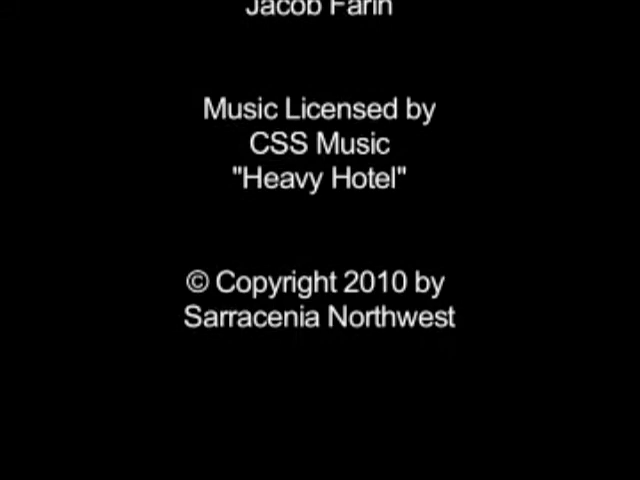 Jacob Farin
Music Licensed by
CSS Music
"Heavy Hotel"
© Copyright 2010 by
Sarracenia Northwest